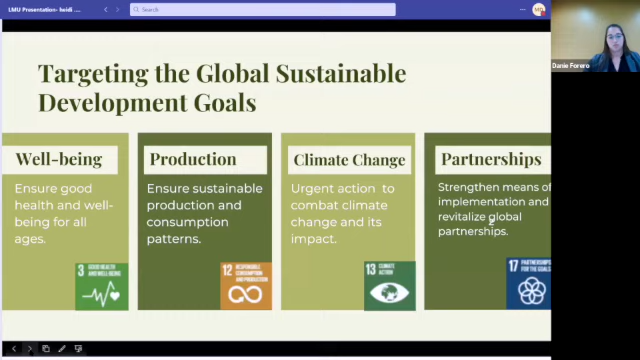 LMU Presentation- heidi ....
Search
MD
Danie Forero
Targeting the Global Sustainable
Development Goals
Well-being
Ensure good
health and well-
being for all
ages.
3 GOOD HEALTH
AND WELL-BEING
Production
Ensure sustainable
production and
consumption
patterns.
12 RESPONSIBLE
CONSUMPTION
AND PRODUCTION
Climate Change
Urgent action to
combat climate
change and its
impact.
13 CLIMATE
ACTION
Partnerships
Strengthen means of
implementation and
revitalize global
partnerships.
17 PARTNERSHIPS
FOR THE GOALS